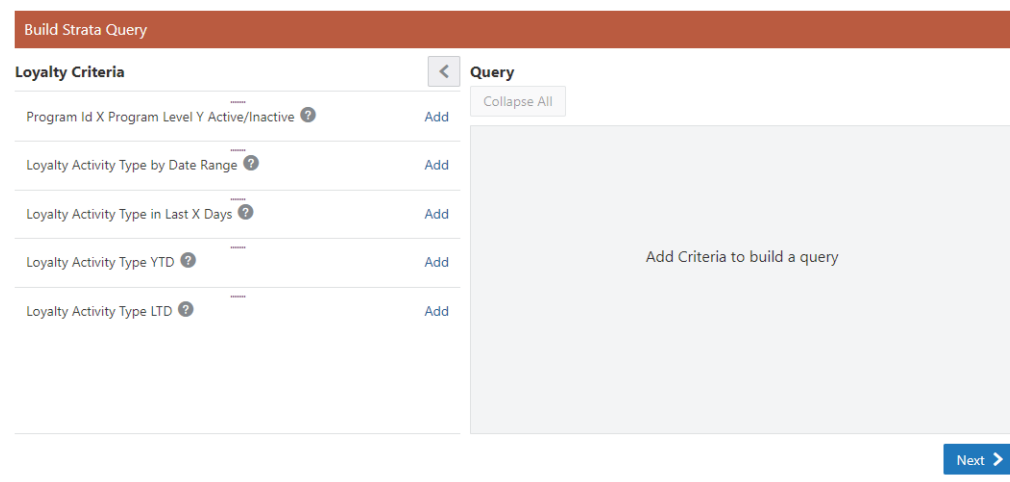 Build Strata Query
Loyalty Criteria
Program Id X Program Level Y Active/Inactive ? Add
Loyalty Activity Type by Date Range ? Add
Loyalty Activity Type in Last X Days ? Add
Loyalty Activity Type YTD ? Add
Loyalty Activity Type LTD ? Add
Query
Collapse All
Add Criteria to build a query
Next